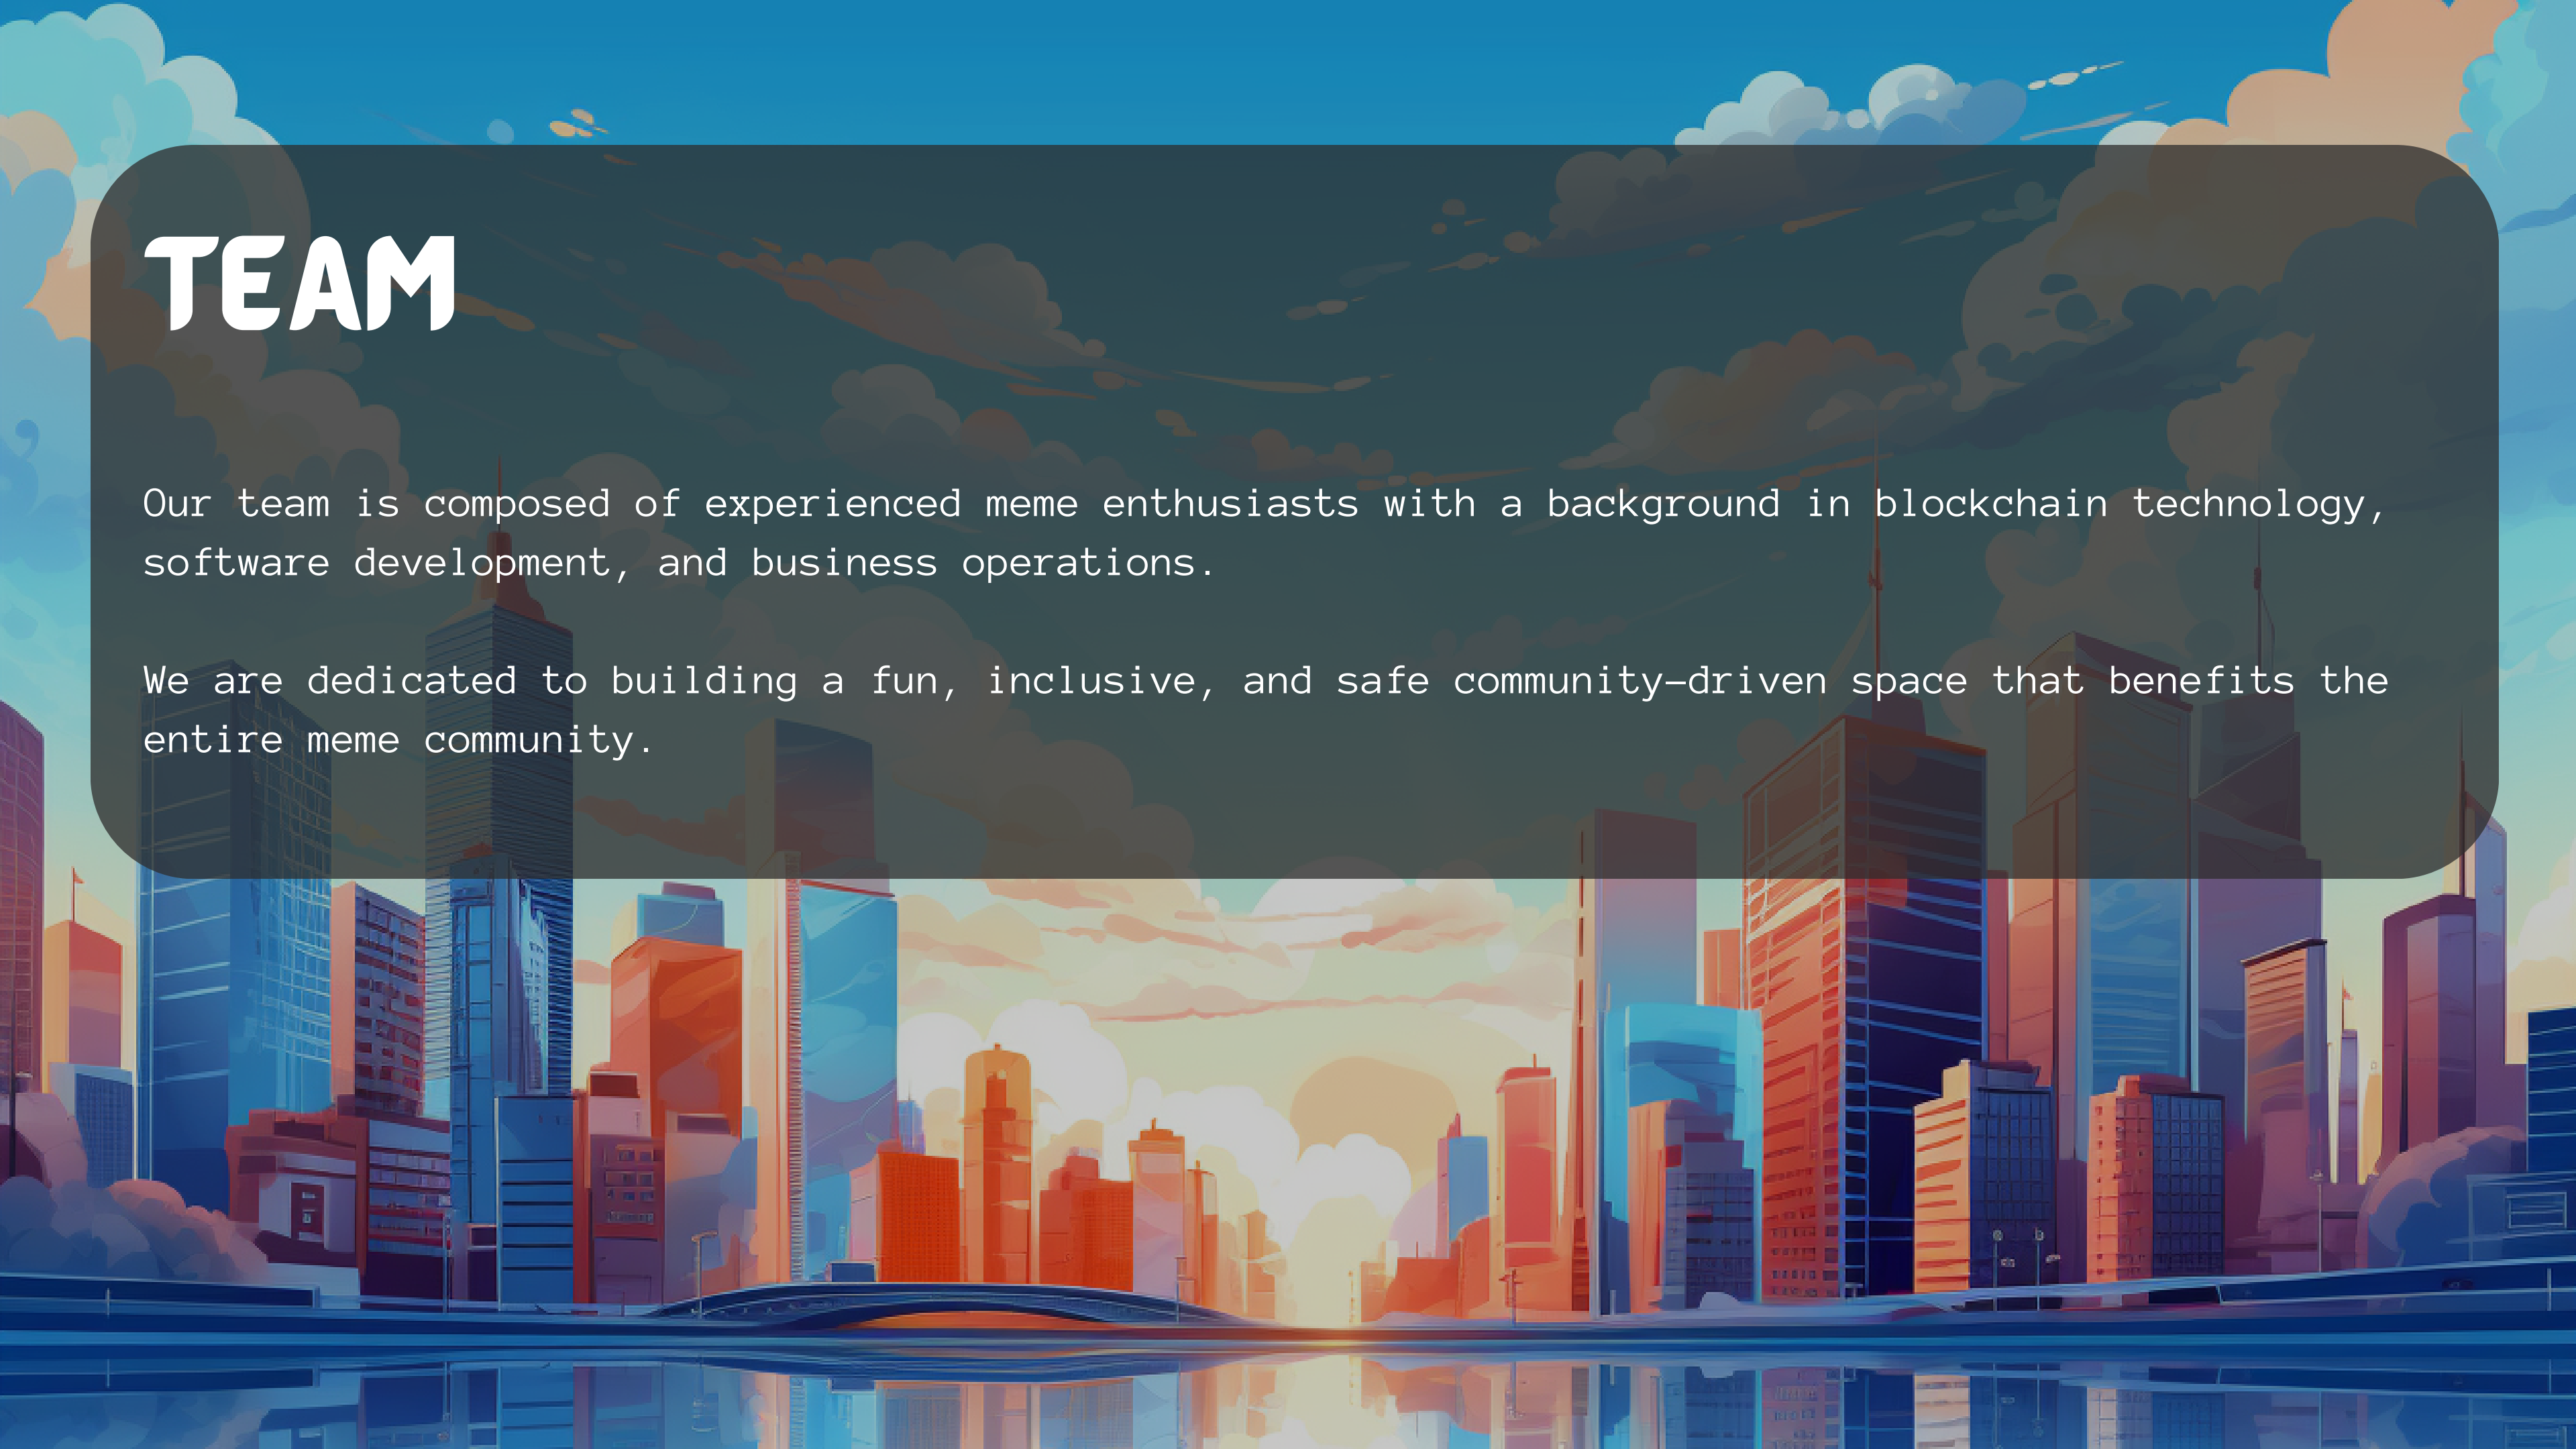 TEAM
Our team is composed of experienced meme enthusiasts with a background in blockchain technology,
software development, and business operations.
We are dedicated to building a fun, inclusive, and safe community-driven space that benefits the
entire meme community.